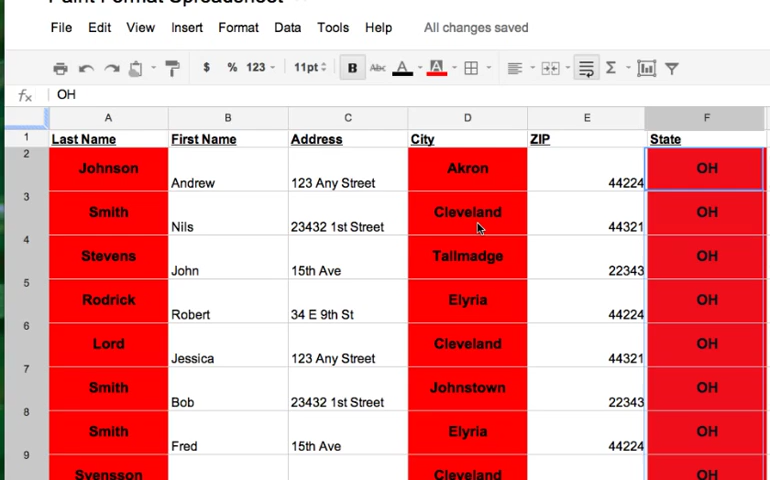 Paint Format Spreadsheet
File Edit View Insert Format Data Tools Help All changes saved
$ % 123 11pt B Abc A A Σ
fx OH
A B C D E F
1 Last Name First Name Address City ZIP State
2 Johnson Andrew 123 Any Street Akron 44224 OH
3 Smith Nils 23432 1st Street Cleveland 44321 OH
4 Stevens John 15th Ave Tallmadge 22343 OH
5 Rodrick Robert 34 E 9th St Elyria 44224 OH
6 Lord Jessica 123 Any Street Cleveland 44321 OH
7 Smith Bob 23432 1st Street Johnstown 22343 OH
8 Smith Fred 15th Ave Elyria 44224 OH
9 Svensson Cleveland OH